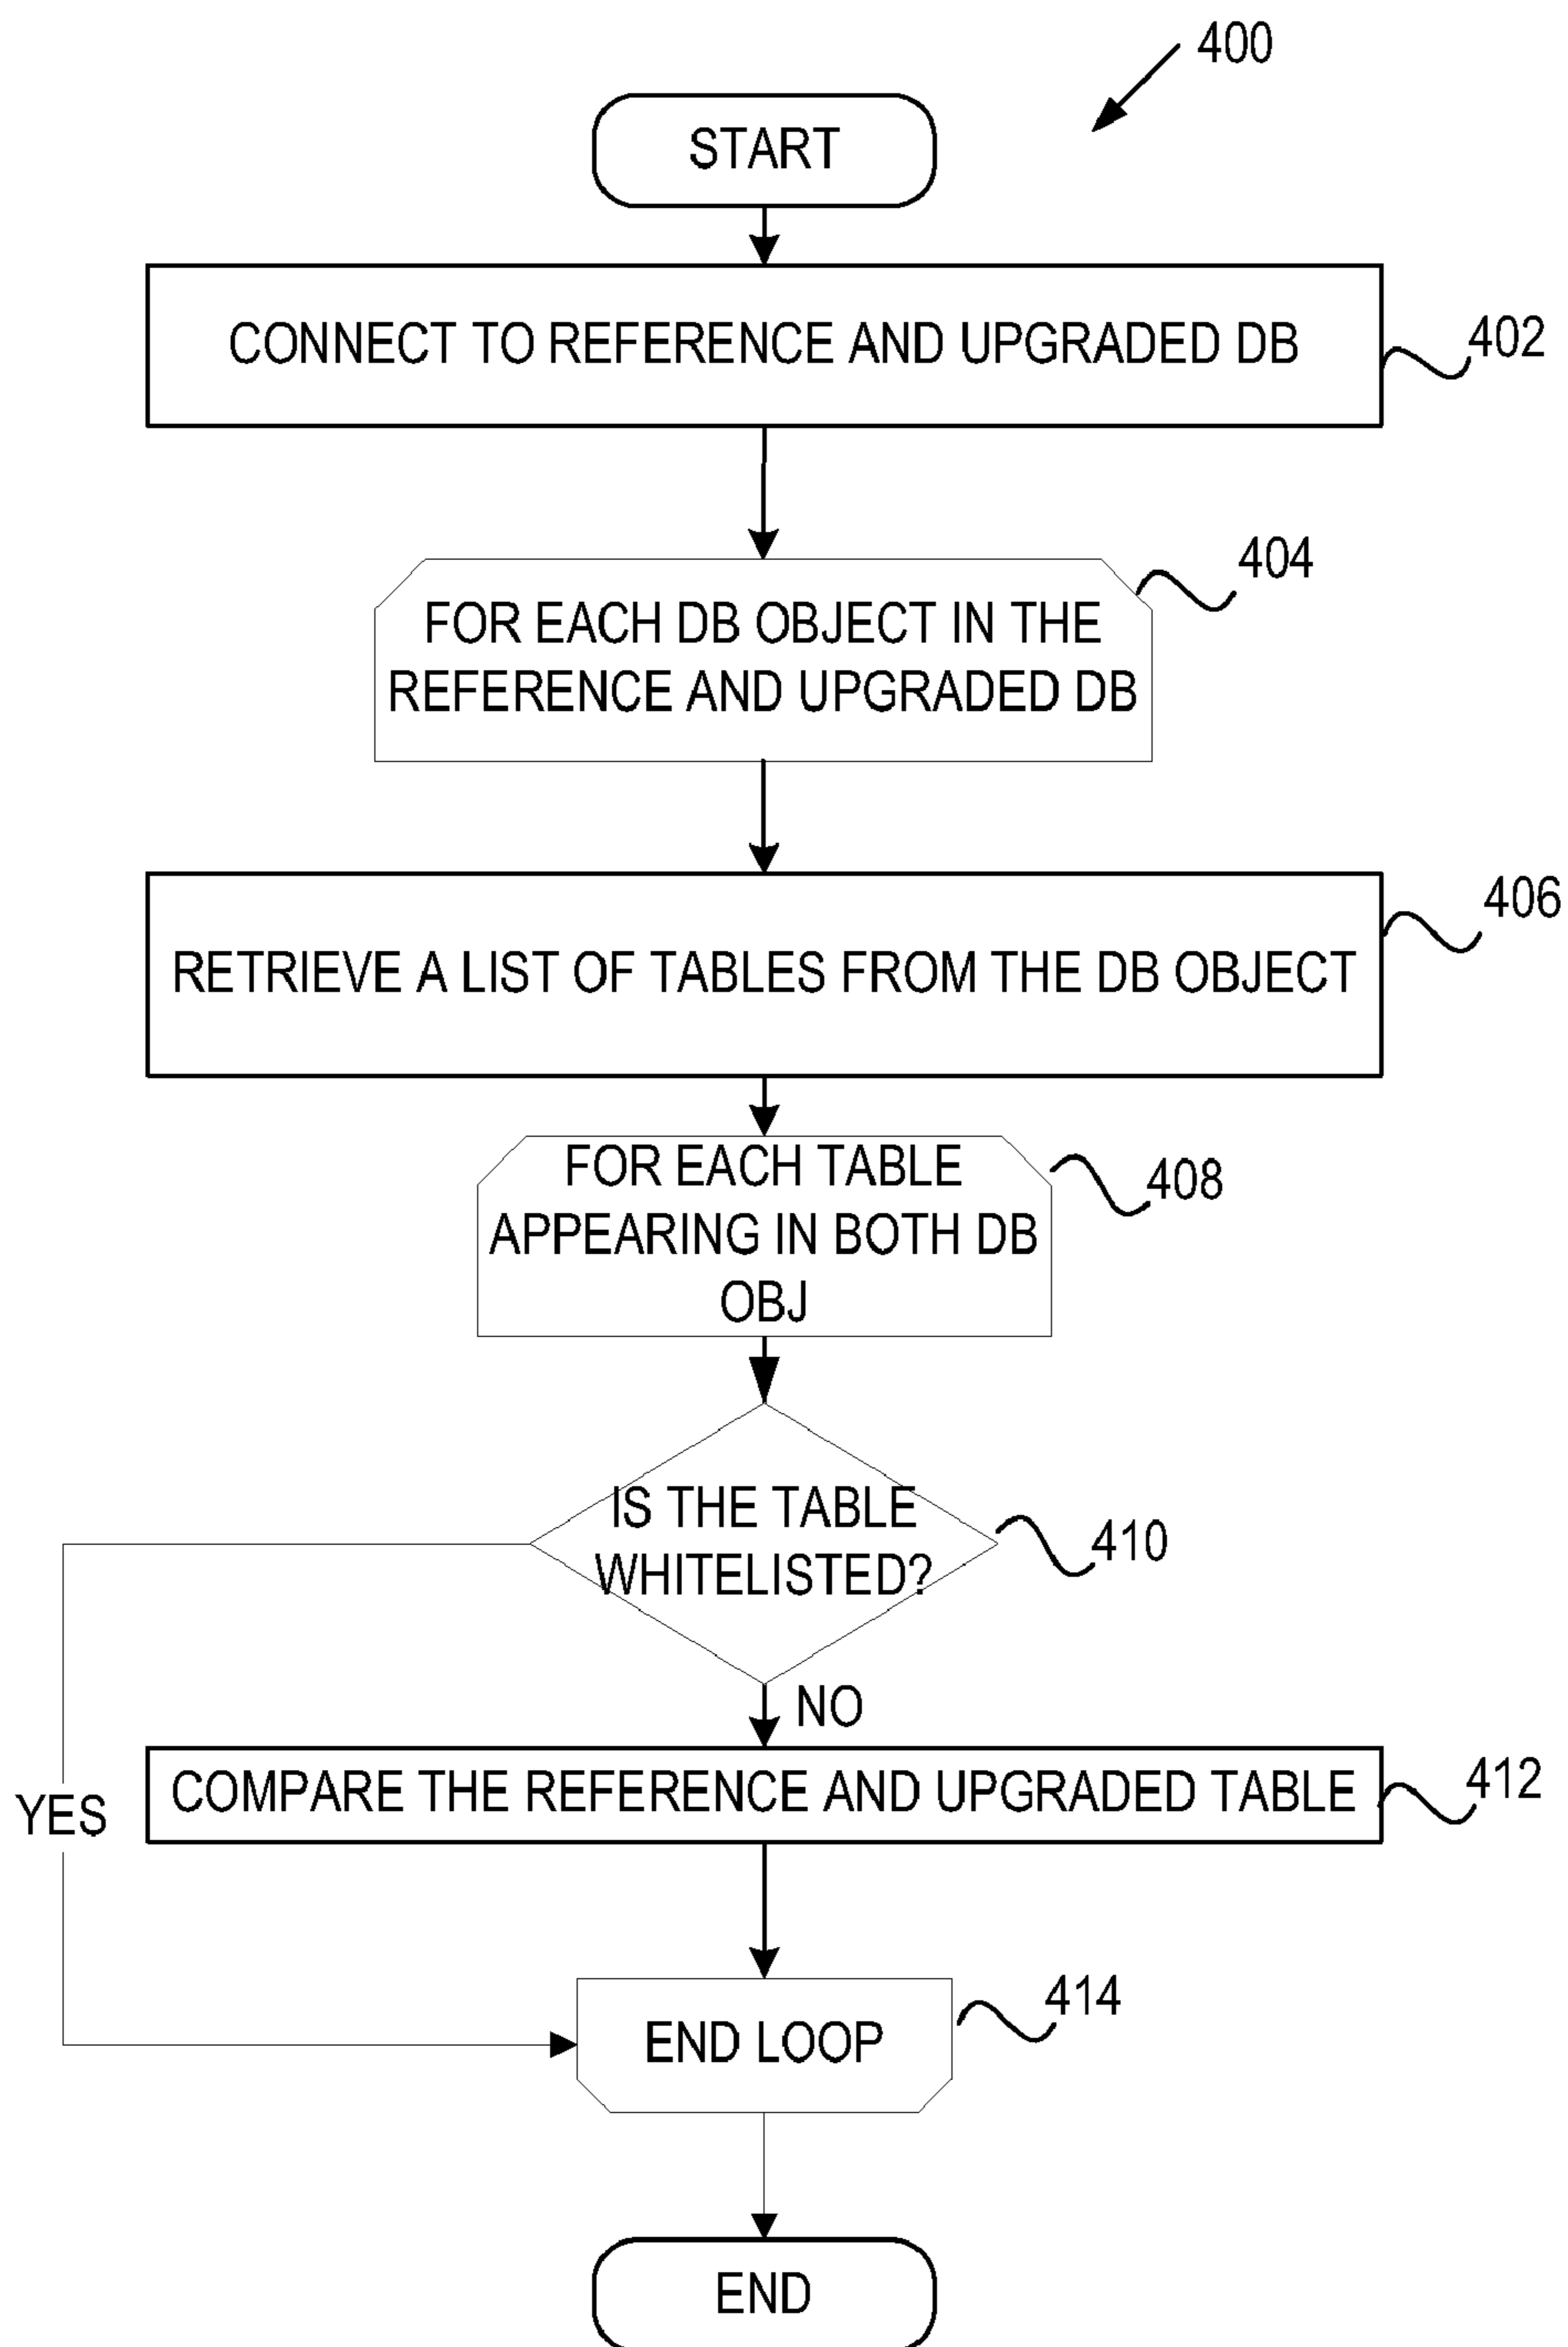 400
START
CONNECT TO REFERENCE AND UPGRADED DB
402
404
FOR EACH DB OBJECT IN THE
REFERENCE AND UPGRADED DB
406
RETRIEVE A LIST OF TABLES FROM THE DB OBJECT
FOR EACH TABLE
408
APPEARING IN BOTH DB
OBJ
IS THE TABLE
410
WHITELISTED?
NO
COMPARE THE REFERENCE AND UPGRADED TABLE
412
YES
414
END LOOP
END